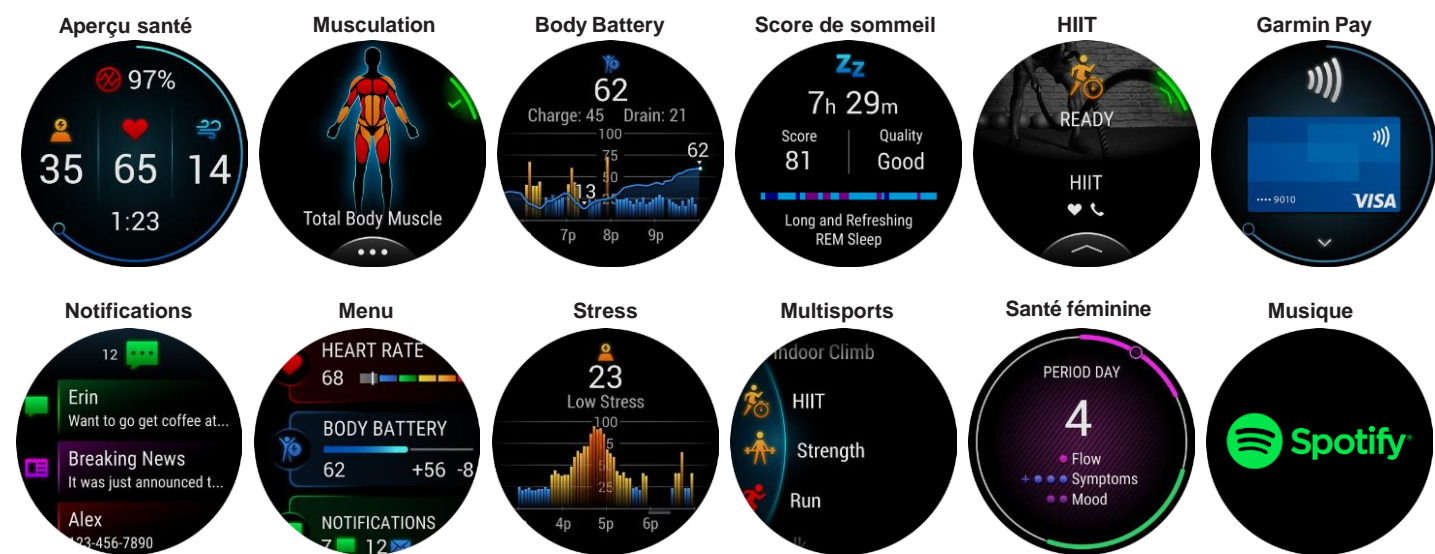 Aperçu santé
97%
35
65
14
1:23
Musculation
Total Body Muscle
Body Battery
62
Charge: 45 Drain: 21
100
75
62
50
13
7p 8p 9p
Score de sommeil
ZZ
7h 29m
Score Quality
81 Good
Long and Refreshing
REM Sleep
HIIT
READY
HIIT
Garmin Pay
•••• 9010
VISA
Notifications
12
Erin
Want to go get coffee at...
Breaking News
It was just announced t...
Alex
123-456-7890
Menu
HEART RATE
68
BODY BATTERY
62 +56 -8
NOTIFICATIONS
7 12
Stress
23
Low Stress
100
25
4p 5p 6p
Multisports
Indoor Climb
HIIT
Strength
Run
Santé féminine
PERIOD DAY
4
Flow
+ Symptoms
Mood
Musique
Spotify